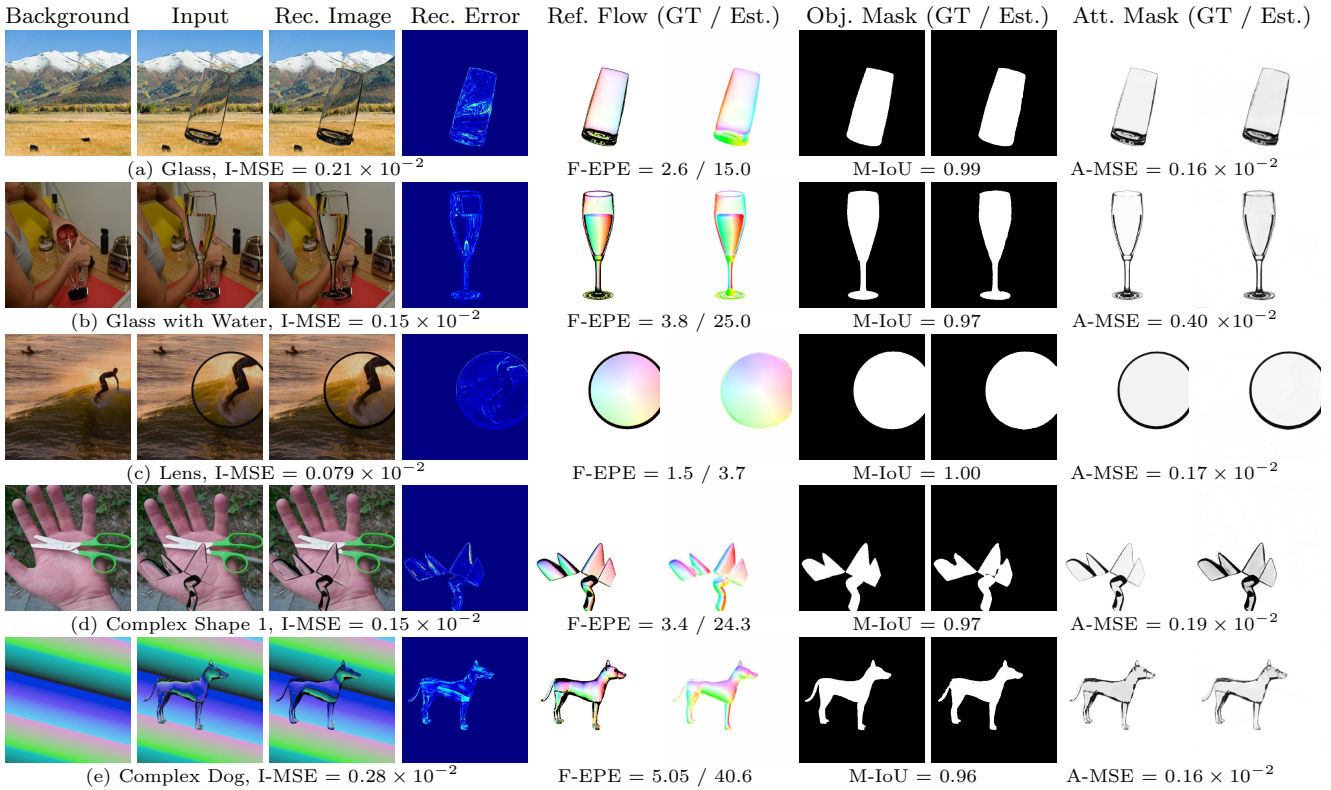 Background Input Rec. Image Rec. Error Ref. Flow (GT / Est.) Obj. Mask (GT / Est.) Att. Mask (GT / Est.)
(a) Glass, I-MSE = 0.21 × 10⁻² F-EPE = 2.6 / 15.0 M-IoU = 0.99 A-MSE = 0.16 × 10⁻²
(b) Glass with Water, I-MSE = 0.15 × 10⁻² F-EPE = 3.8 / 25.0 M-IoU = 0.97 A-MSE = 0.40 ×10⁻²
(c) Lens, I-MSE = 0.079 × 10⁻² F-EPE = 1.5 / 3.7 M-IoU = 1.00 A-MSE = 0.17 × 10⁻²
(d) Complex Shape 1, I-MSE = 0.15 × 10⁻² F-EPE = 3.4 / 24.3 M-IoU = 0.97 A-MSE = 0.19 × 10⁻²
(e) Complex Dog, I-MSE = 0.28 × 10⁻² F-EPE = 5.05 / 40.6 M-IoU = 0.96 A-MSE = 0.16 × 10⁻²